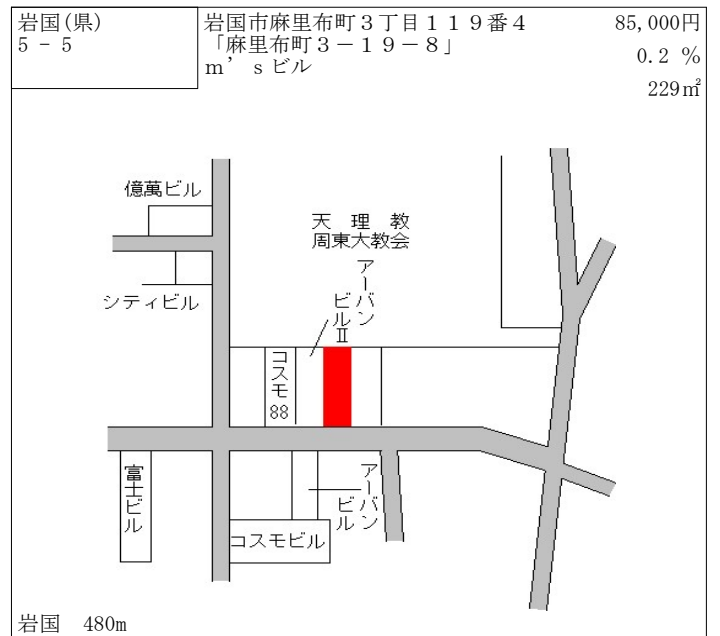 岩国(県)
5 - 5
岩国市麻里布町３丁目１１９番４
「麻里布町３－１９－８」
ｍ’ｓビル
85,000円
0.2 %
229㎡
億萬ビル
シティビル
天理教
周東大教会
アーバン
ビルⅡ
コスモ88
富士ビル
アーバン
ビル
コスモビル
岩国 480m